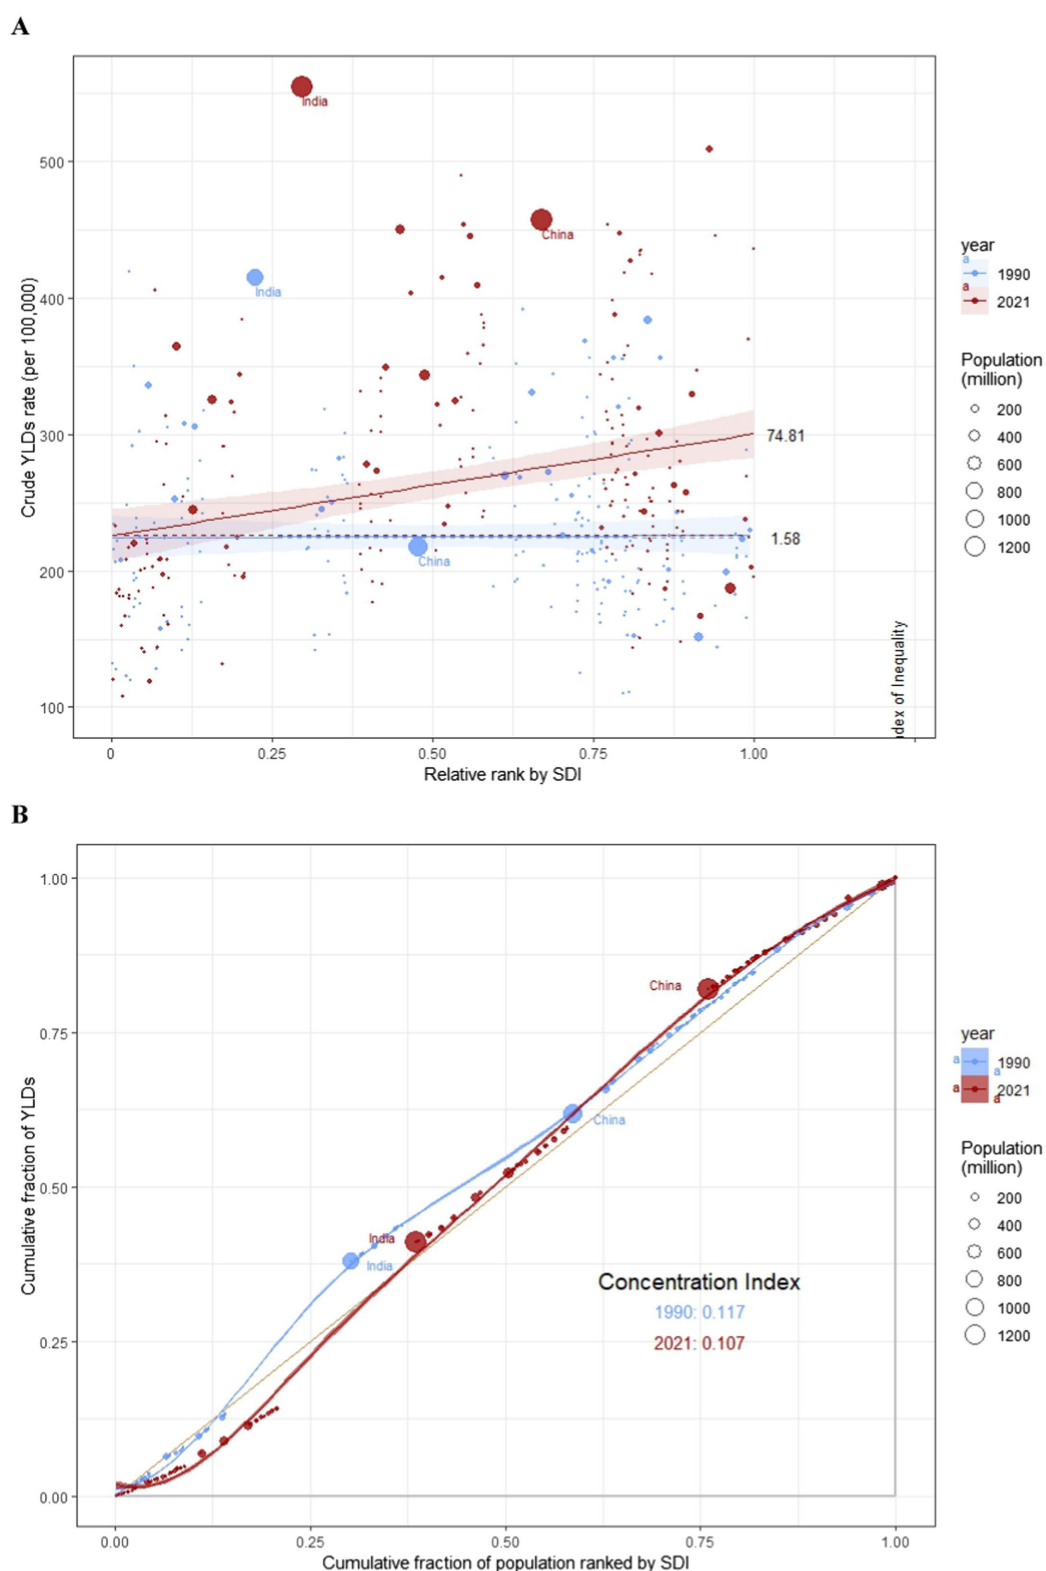 A
500
400
300
200
100
Crude YLDs rate (per 100,000)
India
India
China
China
74.81
1.58
dex of Inequality
0
0.25
0.50
0.75
1.00
Relative rank by SDI
year
a
1990
a
2021
Population
(million)
200
400
600
800
1000
1200
B
1.00
0.75
0.50
0.25
0.00
Cumulative fraction of YLDs
China
China
India
India
Concentration Index
1990: 0.117
2021: 0.107
0.00
0.25
0.50
0.75
1.00
Cumulative fraction of population ranked by SDI
year
a 1990
a
a 2021
a
Population
(million)
200
400
600
800
1000
1200